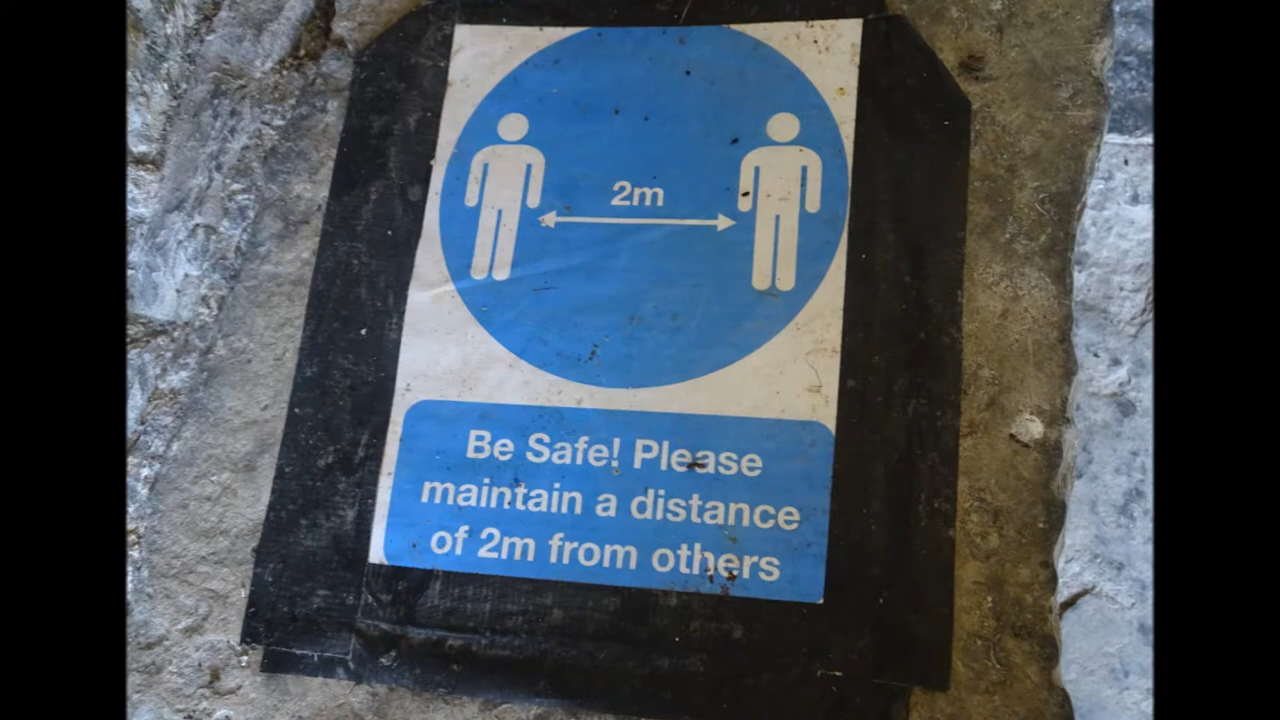 2m
Be Safe! Please
maintain a distance
of 2m from others